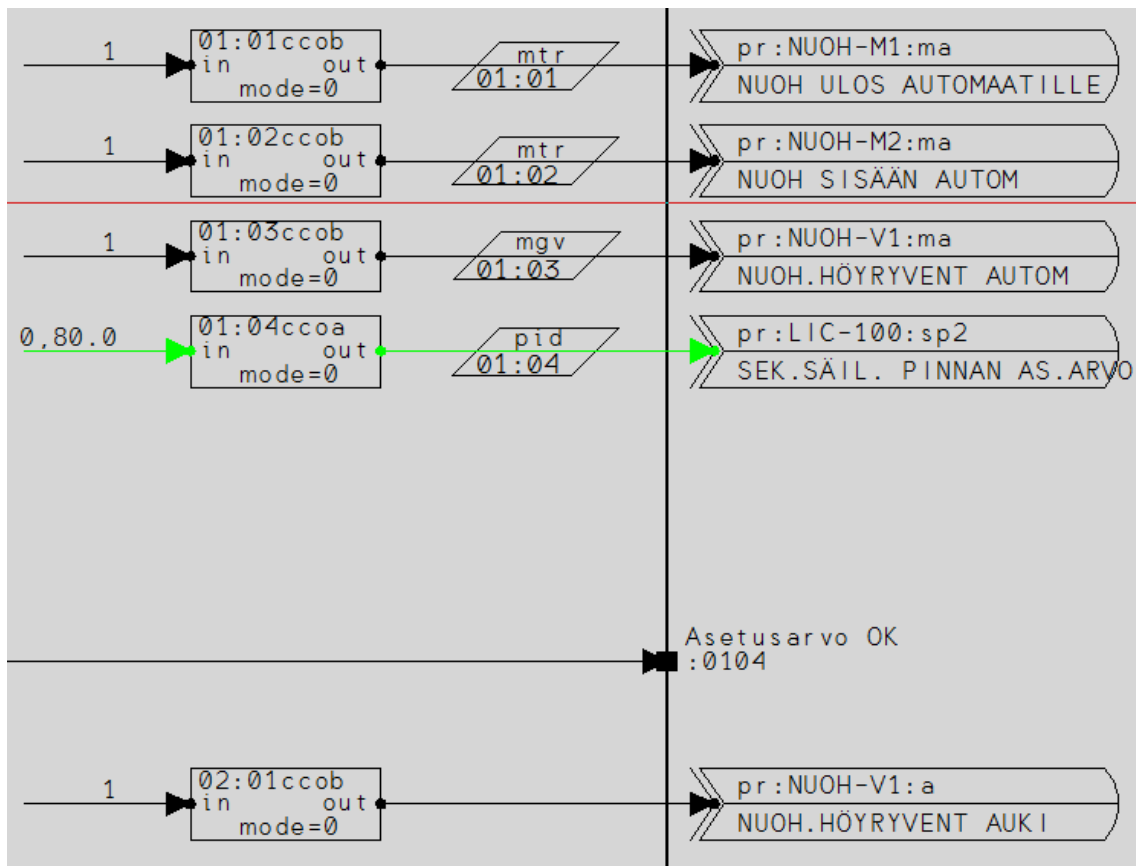 1
01:01ccob
in out
mode=0
mtr
01:01
pr:NUOH-M1:ma
NUOH ULOS AUTOMAATILLE
1
01:02ccob
in out
mode=0
mtr
01:02
pr:NUOH-M2:ma
NUOH SISÄÄN AUTOM
1
01:03ccob
in out
mode=0
mgv
01:03
pr:NUOH-V1:ma
NUOH.HÖYRYVENT AUTOM
0,80.0
01:04ccoa
in out
mode=0
pid
01:04
pr:LIC-100:sp2
SEK.SÄIL. PINNAN AS.ARVO
Asetusarvo OK
:0104
1
02:01ccob
in out
mode=0
pr:NUOH-V1:a
NUOH.HÖYRYVENT AUKI